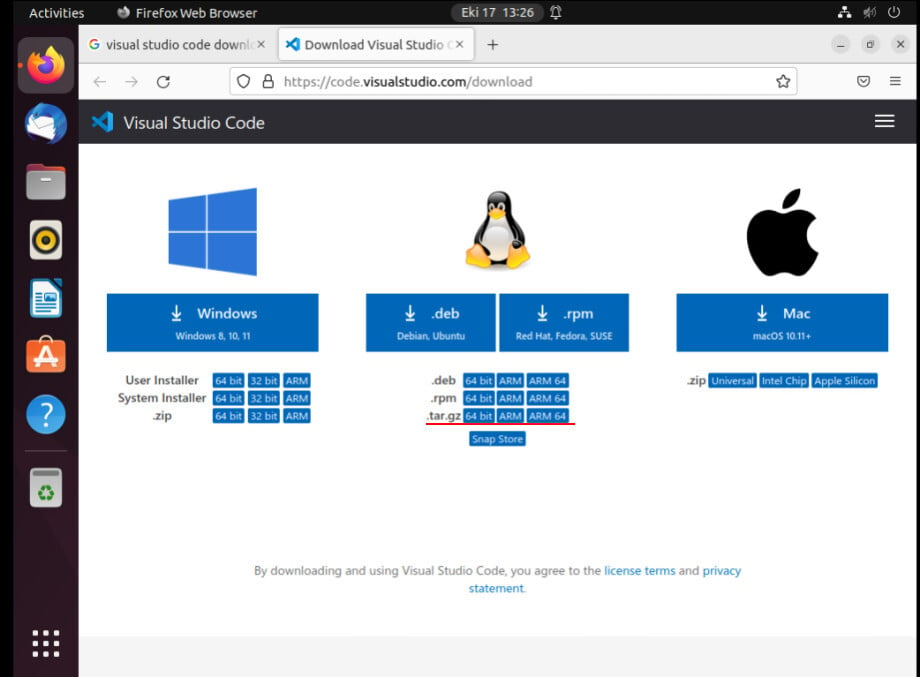 Activities Firefox Web Browser Eki 17 13:26
visual studio code downl Download Visual Studio C
https://code.visualstudio.com/download
Visual Studio Code
Windows
Windows 8, 10, 11
User Installer 64 bit 32 bit ARM
System Installer 64 bit 32 bit ARM
.zip 64 bit 32 bit ARM
.deb
Debian, Ubuntu
.rpm
Red Hat, Fedora, SUSE
.deb 64 bit ARM ARM 64
.rpm 64 bit ARM ARM 64
.tar.gz 64 bit ARM ARM 64
Snap Store
Mac
macOS 10.11+
.zip Universal Intel Chip Apple Silicon
By downloading and using Visual Studio Code, you agree to the license terms and privacy
statement.